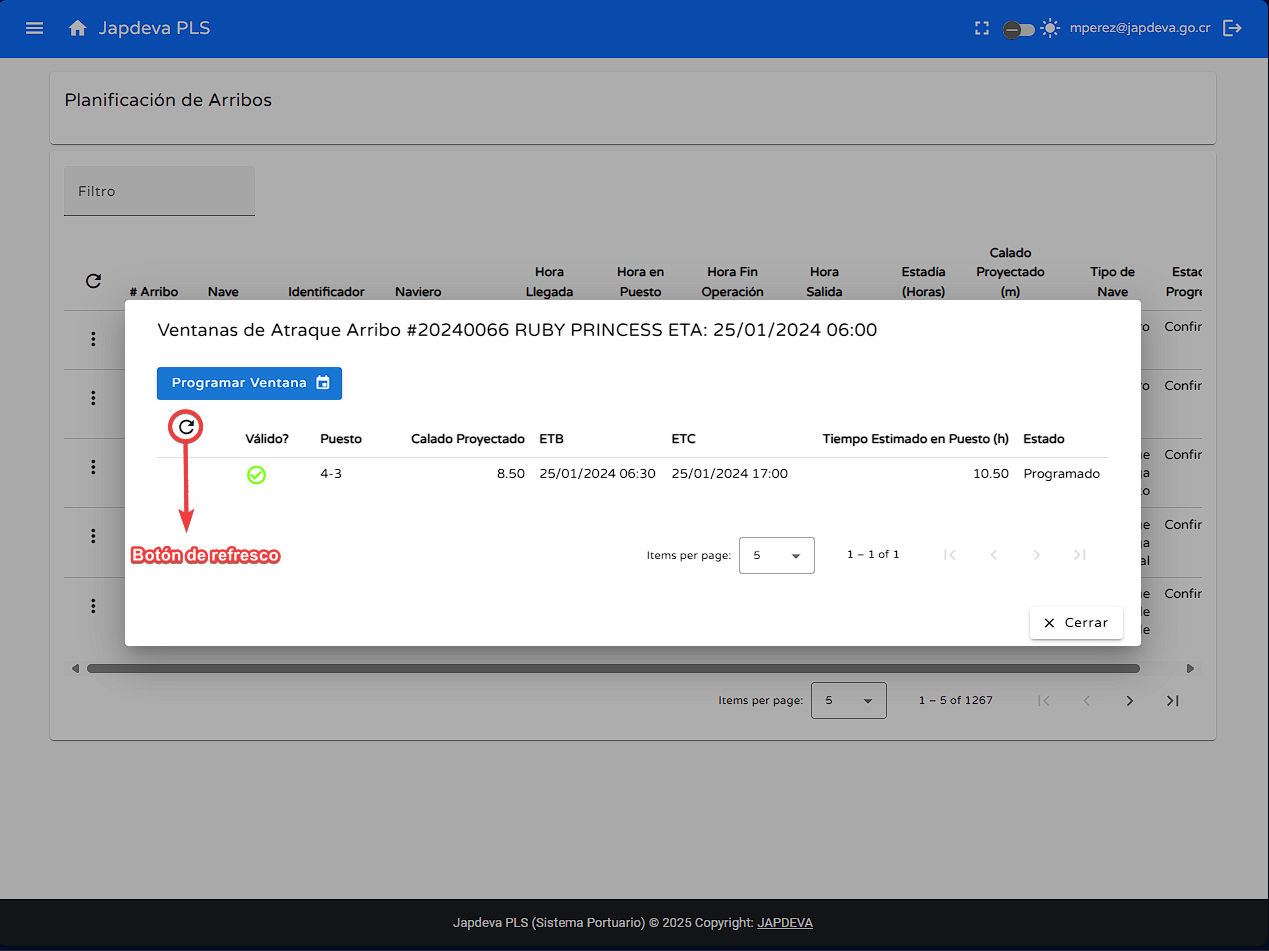 Japdeva PLS
mperez@japdeva.go.cr
Planificación de Arribos
Filtro
# Arribo Nave Identificador Naviero Hora Llegada Hora en Puesto Hora Fin Operación Hora Salida Estadía (Horas) Calado Proyectado (m) Tipo de Nave
Confir
Confir
Confir
Confir
Confir
Ventanas de Atraque Arribo #20240066 RUBY PRINCESS ETA: 25/01/2024 06:00
Programar Ventana
Válido? Puesto Calado Proyectado ETB ETC Tiempo Estimado en Puesto (h) Estado
4-3 8.50 25/01/2024 06:30 25/01/2024 17:00 10.50 Programado
Botón de refresco
Items per page: 5 1 – 1 of 1
Cerrar
Items per page: 5 1 – 5 of 1267
Japdeva PLS (Sistema Portuario) © 2025 Copyright: JAPDEVA